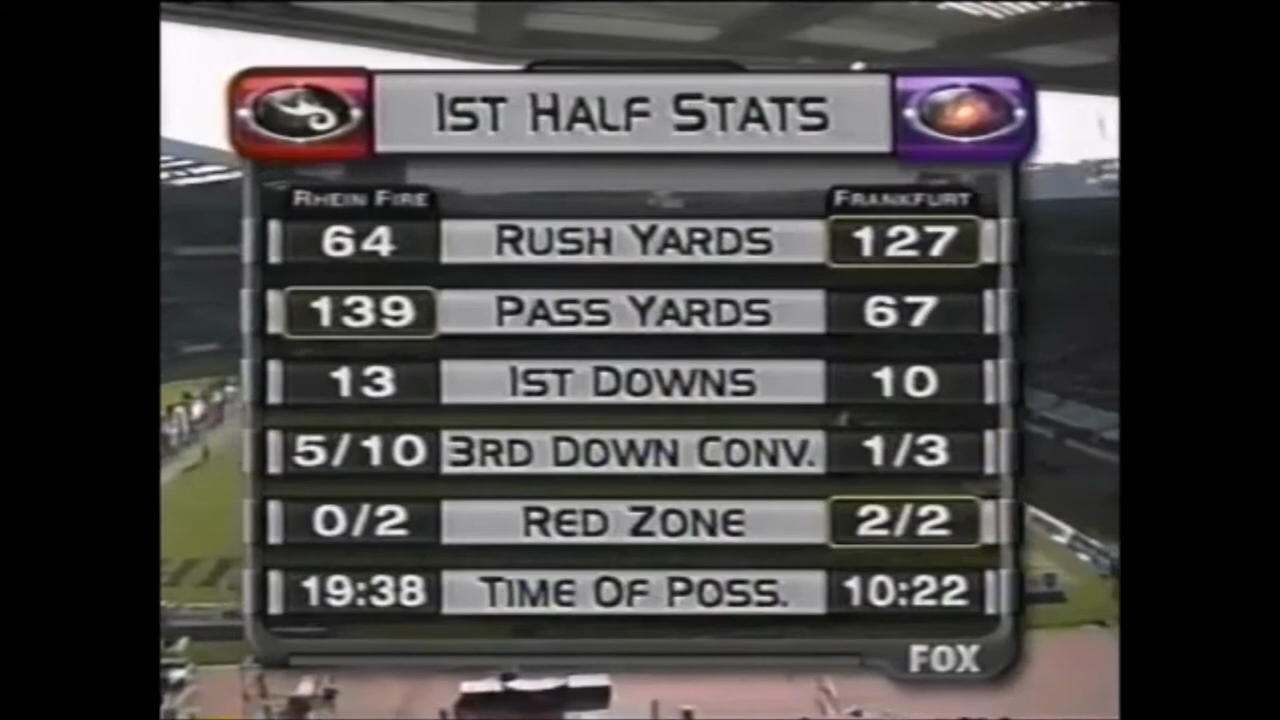 1ST HALF STATS
RHEIN FIRE FRANKFURT
64 RUSH YARDS 127
139 PASS YARDS 67
13 1ST DOWNS 10
5/10 3RD DOWN CONV. 1/3
0/2 RED ZONE 2/2
19:38 TIME OF POSS. 10:22
FOX